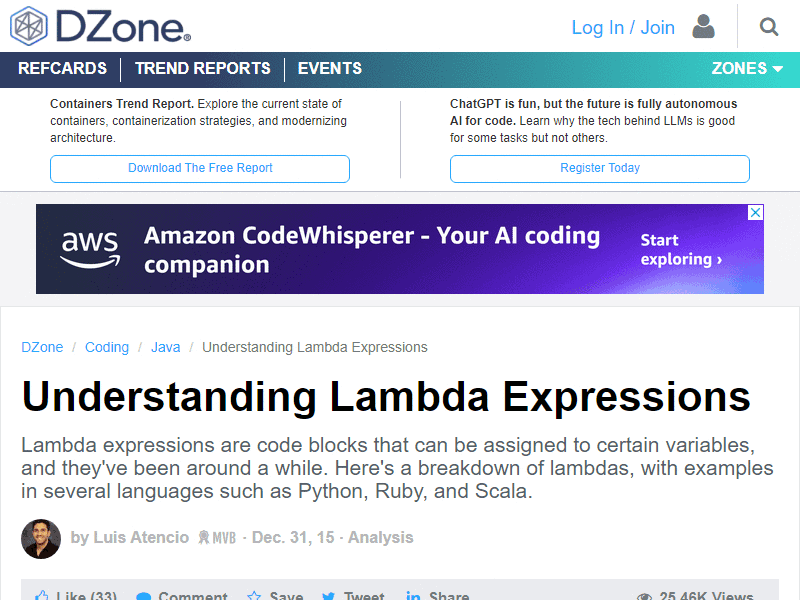 DZone®
Log In / Join
REFCARDS TREND REPORTS EVENTS ZONES
Containers Trend Report. Explore the current state of
containers, containerization strategies, and modernizing
architecture.
Download The Free Report
ChatGPT is fun, but the future is fully autonomous
AI for code. Learn why the tech behind LLMs is good
for some tasks but not others.
Register Today
aws
Amazon CodeWhisperer - Your AI coding
companion
Start
exploring ›
DZone / Coding / Java / Understanding Lambda Expressions
Understanding Lambda Expressions
Lambda expressions are code blocks that can be assigned to certain variables,
and they've been around a while. Here's a breakdown of lambdas, with examples
in several languages such as Python, Ruby, and Scala.
by Luis Atencio MVB · Dec. 31, 15 · Analysis
Like (33) Comment Save Tweet Share 25.46K Views